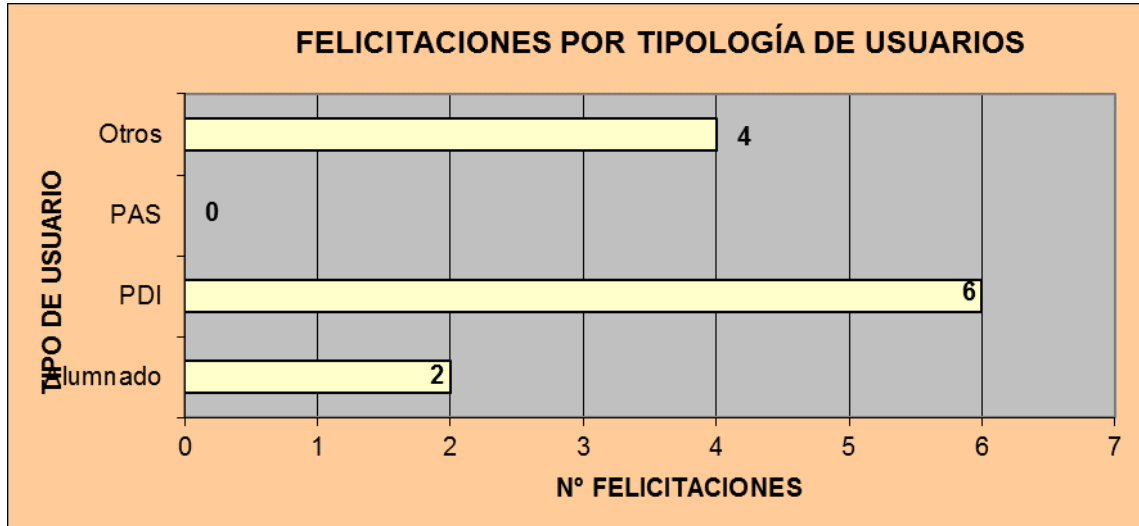 FELICITACIONES POR TIPOLOGÍA DE USUARIOS
TIPO DE USUARIO
Otros
4
PAS
0
PDI
6
Alumnado
2
0 1 2 3 4 5 6 7
Nº FELICITACIONES